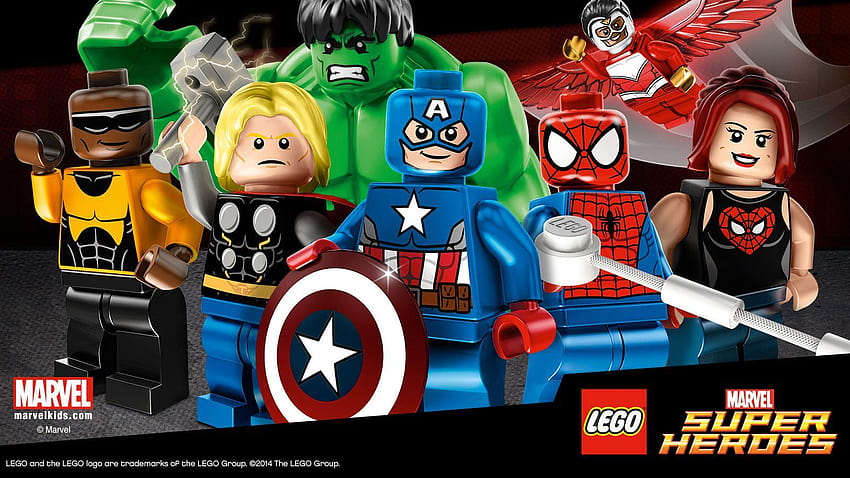 A
LEGO
MARVEL
marvelkids.com
© Marvel
LEGO
MARVEL
SUPER
HEROES
LEGO and the LEGO logo are trademarks of the LEGO Group. ©2014 The LEGO Group.